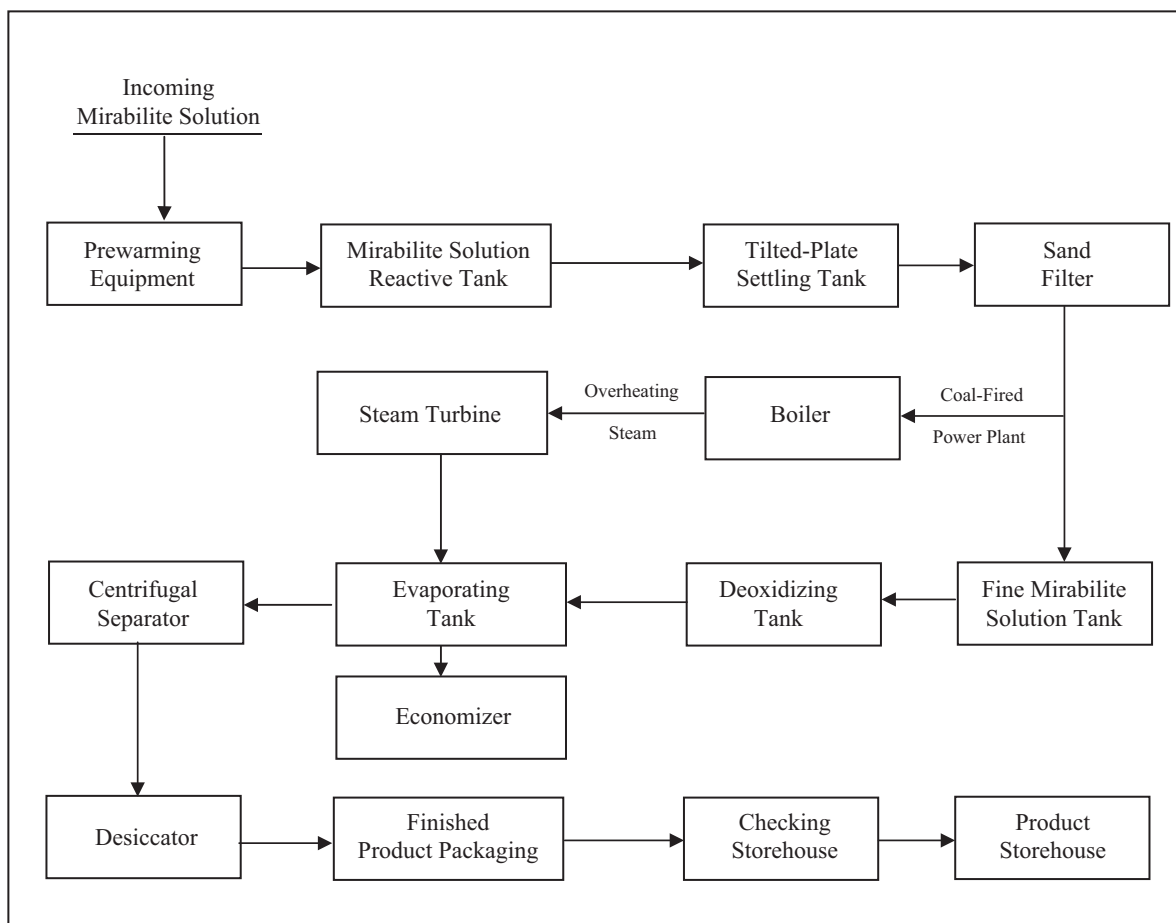 Incoming
Mirabilite Solution
Prewarming
Equipment
Mirabilite Solution
Reactive Tank
Tilted-Plate
Settling Tank
Sand
Filter
Steam Turbine
Overheating
Steam
Boiler
Coal-Fired
Power Plant
Centrifugal
Separator
Evaporating
Tank
Deoxidizing
Tank
Fine Mirabilite
Solution Tank
Economizer
Desiccator
Finished
Product Packaging
Checking
Storehouse
Product
Storehouse